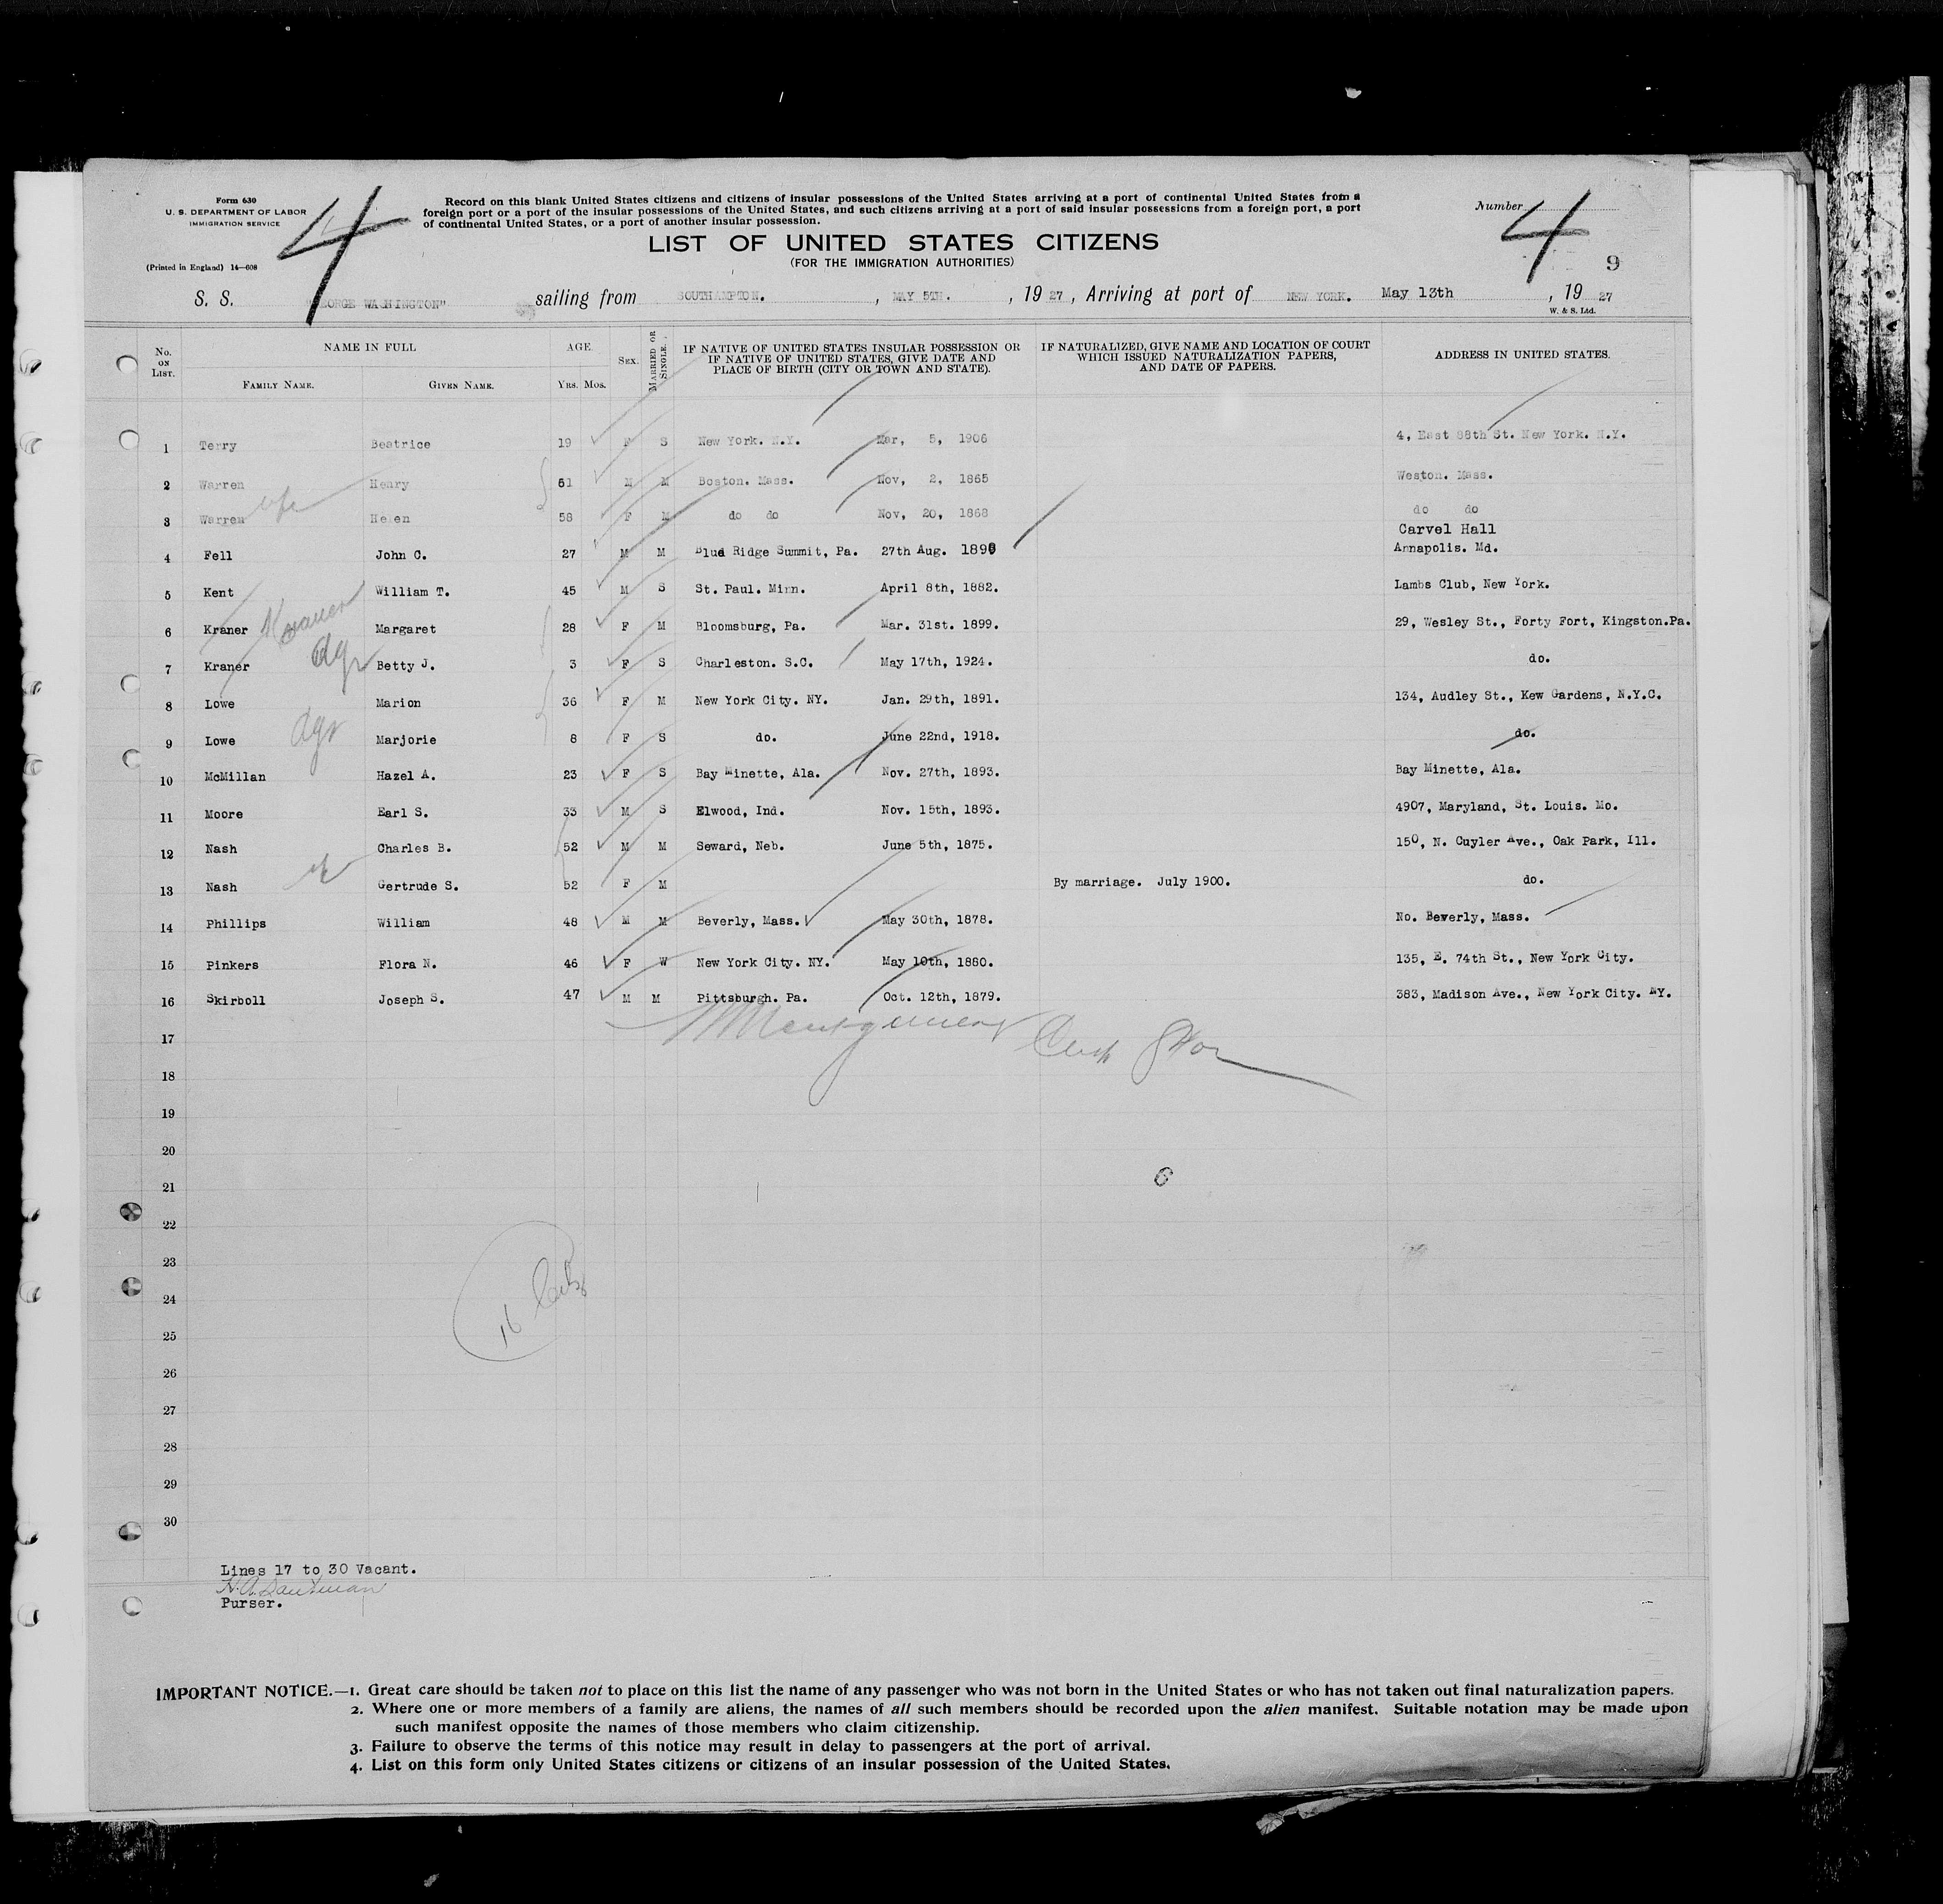 Form 630
U. S. DEPARTMENT OF LABOR
IMMIGRATION SERVICE
(Printed in England) 14—608
4
Record on this blank United States citizens and citizens of insular possessions of the United States arriving at a port of continental United States from a
foreign port or a port of the insular possessions of the United States, and such citizens arriving at a port of said insular possessions from a foreign port, a port
of continental United States, or a port of another insular possession.
Number 4
LIST OF UNITED STATES CITIZENS
(FOR THE IMMIGRATION AUTHORITIES)
9
S. S. "GEORGE WASHINGTON" sailing from SOUTHAMPTON. , MAY 5TH. , 19 27 , Arriving at port of NEW YORK. May 13th , 19 27
W. & S. Ltd.
No. ON LIST. NAME IN FULL AGE. SEX. MARRIED OR SINGLE. IF NATIVE OF UNITED STATES INSULAR POSSESSION OR IF NATIVE OF UNITED STATES, GIVE DATE AND PLACE OF BIRTH (CITY OR TOWN AND STATE). IF NATURALIZED, GIVE NAME AND LOCATION OF COURT WHICH ISSUED NATURALIZATION PAPERS, AND DATE OF PAPERS. ADDRESS IN UNITED STATES.
FAMILY NAME. GIVEN NAME. YRS. MOS.
1 Terry Beatrice 19 F S New York. N.Y. Mar, 5, 1906 4, East 88th St. New York. N.Y.
2 Warren Henry 61 M M Boston. Mass. Nov, 2, 1865 Weston. Mass.
3 Warren wife Helen 58 F M do do Nov, 20, 1868 do do
Carvel Hall
4 Fell John C. 27 M M Blue Ridge Summit, Pa. 27th Aug. 1899 Annapolis. Md.
5 Kent William T. 45 M S St. Paul. Minn. April 8th, 1882. Lambs Club, New York.
6 Kraner Margaret 28 F M Bloomsburg, Pa. Mar. 31st. 1899. 29, Wesley St., Forty Fort, Kingston.Pa.
7 Kraner dgr Betty J. 3 F S Charleston. S.C. May 17th, 1924. do.
8 Lowe Marion 36 F M New York City. NY. Jan. 29th, 1891. 134, Audley St., Kew Gardens, N.Y.C.
9 Lowe dgr Marjorie 8 F S do. June 22nd, 1918. do.
10 McMillan Hazel A. 23 F S Bay Minette, Ala. Nov. 27th, 1893. Bay Minette, Ala.
11 Moore Earl S. 33 M S Elwood, Ind. Nov. 15th, 1893. 4907, Maryland, St. Louis. Mo.
12 Nash Charles B. 52 M M Seward, Neb. June 5th, 1875. 150, N. Cuyler Ave., Oak Park, Ill.
13 Nash Gertrude S. 52 F M By marriage. July 1900. do.
14 Phillips William 48 M M Beverly, Mass. May 30th, 1878. No. Beverly, Mass.
15 Pinkers Flora N. 46 F W New York City. NY. May 10th, 1880. 135, E. 74th St., New York City.
16 Skirboll Joseph S. 47 M M Pittsburgh. Pa. Oct. 12th, 1879. 383, Madison Ave., New York City. NY.
17
18
19
20
21
6
22
23
24
16
25
26
27
28
29
30
Lines 17 to 30 Vacant.
Purser.
IMPORTANT NOTICE.—1. Great care should be taken not to place on this list the name of any passenger who was not born in the United States or who has not taken out final naturalization papers.
2. Where one or more members of a family are aliens, the names of all such members should be recorded upon the alien manifest. Suitable notation may be made upon
such manifest opposite the names of those members who claim citizenship.
3. Failure to observe the terms of this notice may result in delay to passengers at the port of arrival.
4. List on this form only United States citizens or citizens of an insular possession of the United States.